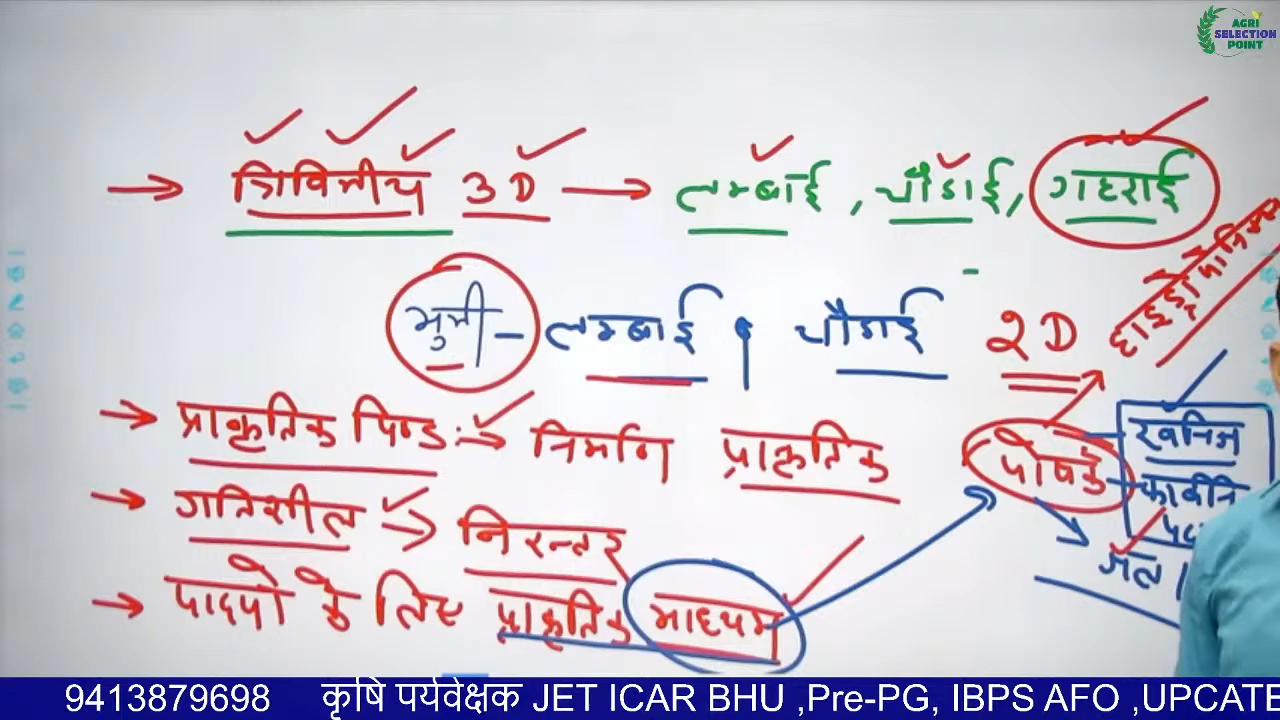 AGRI
SELECTION
POINT
→ त्रिविमीय 3D → लम्बाई, चौडाई, गहराई
भुमी - लम्बाई चौडाई 2D
→ प्राकृतिक पिण्ड :→ निर्माण प्राकृतिक
→ गतिशील → निरन्तर
→ पादपो के लिए प्राकृतिक माध्यम
पोषक
खनिज
जल
9413879698 कृषि पर्यवेक्षक JET ICAR BHU ,Pre-PG, IBPS AFO ,UPCATE